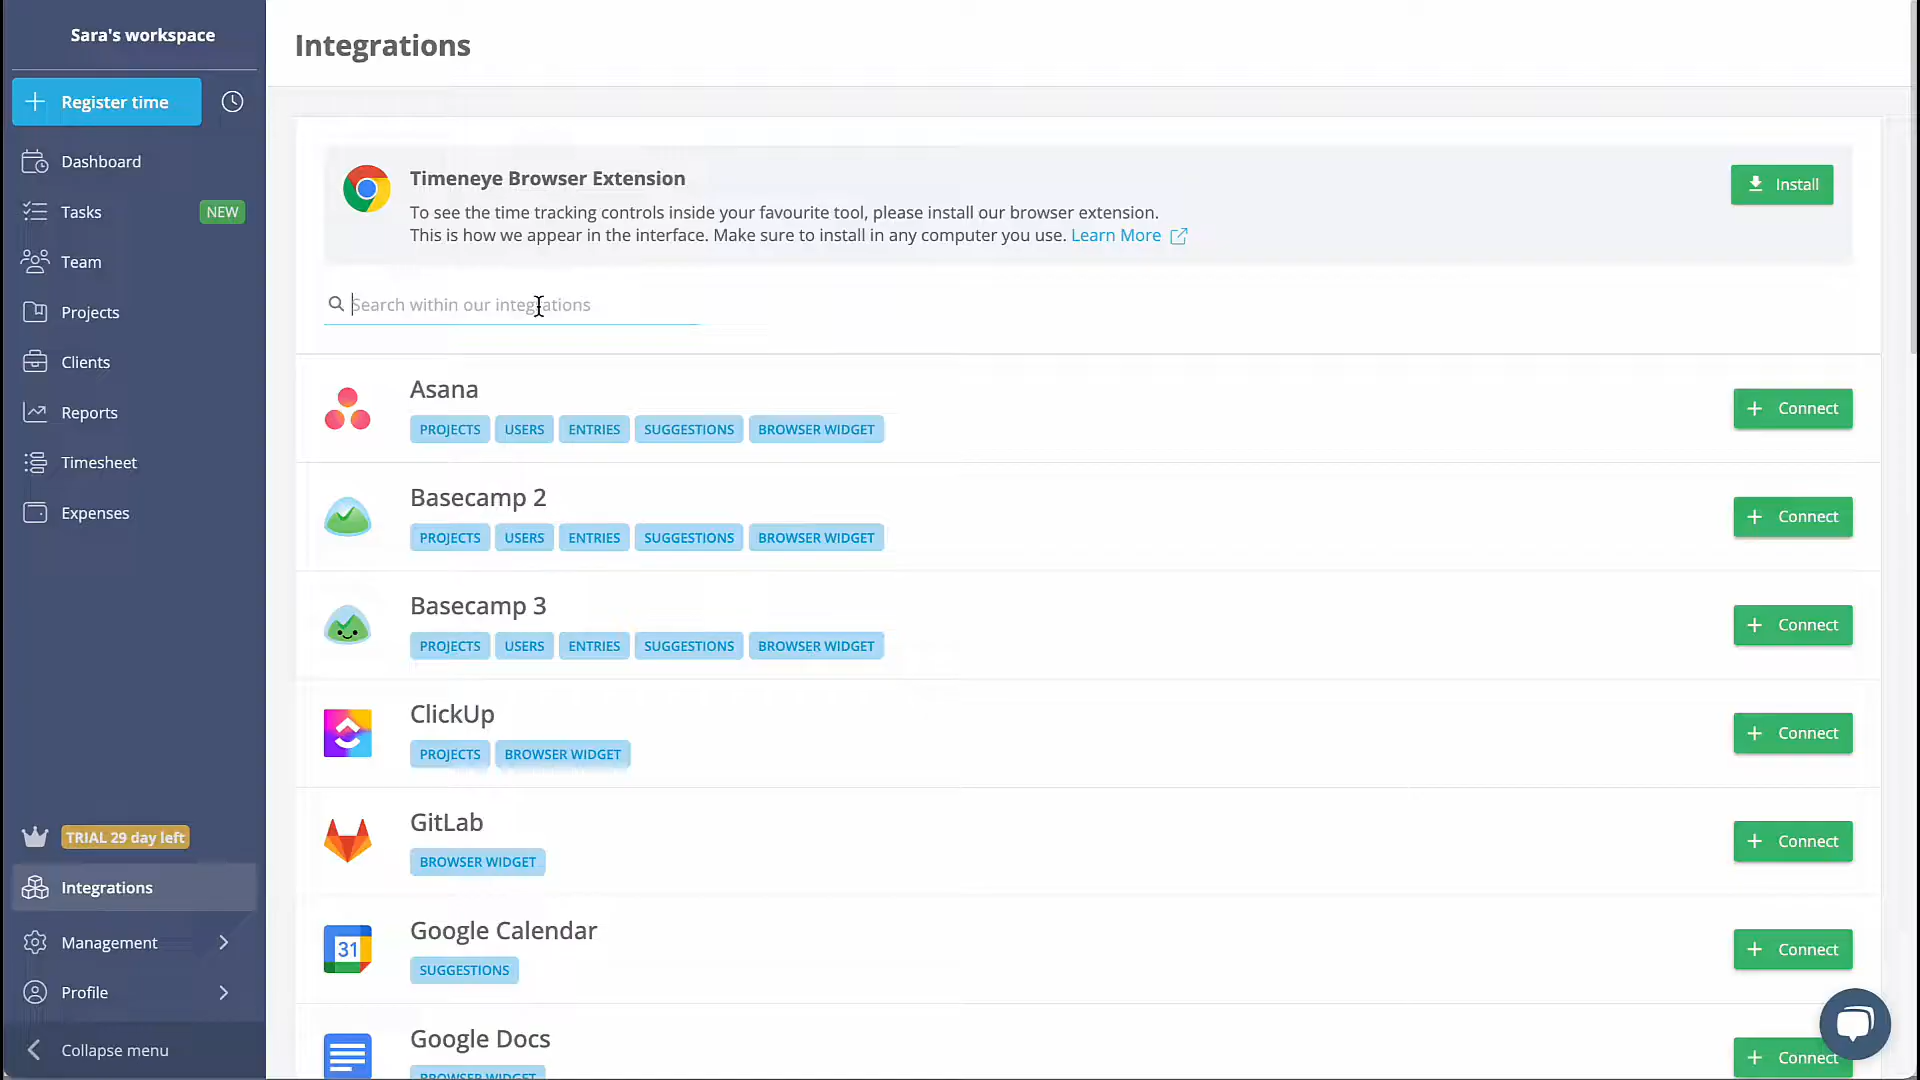 Sara's workspace
Register time
Dashboard
Tasks NEW
Team
Projects
Clients
Reports
Timesheet
Expenses
TRIAL 29 day left
Integrations
Management
Profile
Collapse menu
Integrations
Timeneye Browser Extension
To see the time tracking controls inside your favourite tool, please install our browser extension.
This is how we appear in the interface. Make sure to install in any computer you use. Learn More
Install
Search within our integrations
Asana
PROJECTS USERS ENTRIES SUGGESTIONS BROWSER WIDGET
Connect
Basecamp 2
PROJECTS USERS ENTRIES SUGGESTIONS BROWSER WIDGET
Connect
Basecamp 3
PROJECTS USERS ENTRIES SUGGESTIONS BROWSER WIDGET
Connect
ClickUp
PROJECTS BROWSER WIDGET
Connect
GitLab
BROWSER WIDGET
Connect
31
Google Calendar
SUGGESTIONS
Connect
Google Docs
BROWSER WIDGET
Connect